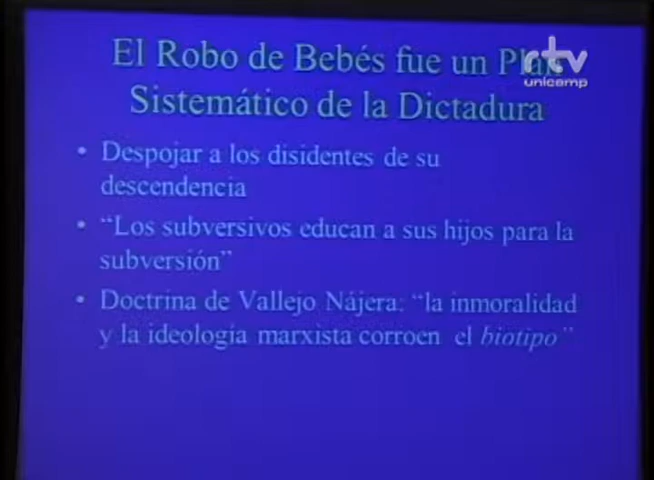 El Robo de Bebés fue un Plan
rtv
unicamp
Sistemático de la Dictadura
• Despojar a los disidentes de su
descendencia
• “Los subversivos educan a sus hijos para la
subversión”
• Doctrina de Vallejo Nájera: “la inmoralidad
y la ideología marxista corroen el biotipo”